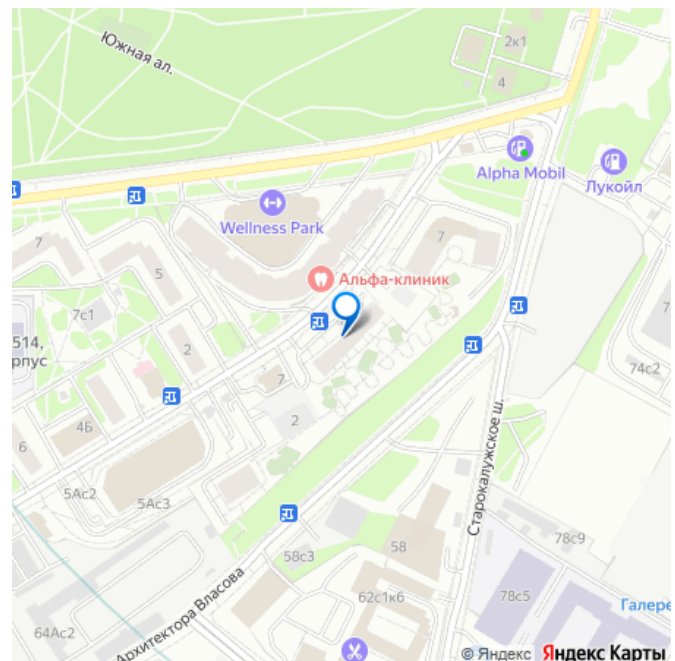 Южная ал.
2к1
4
Alpha Mobil
Лукойл
Wellness Park
7
5
7
Альфа-клиник
7с1
514,
рпус
2
7
74с2
4Б
2
6
5Ас2
5Ас3
Старокалужское ш.
78с9
58с3
58
62с1к6
78с5
Галере
64Ас2
Архитектора Власова
© Яндекс Яндекс Карты